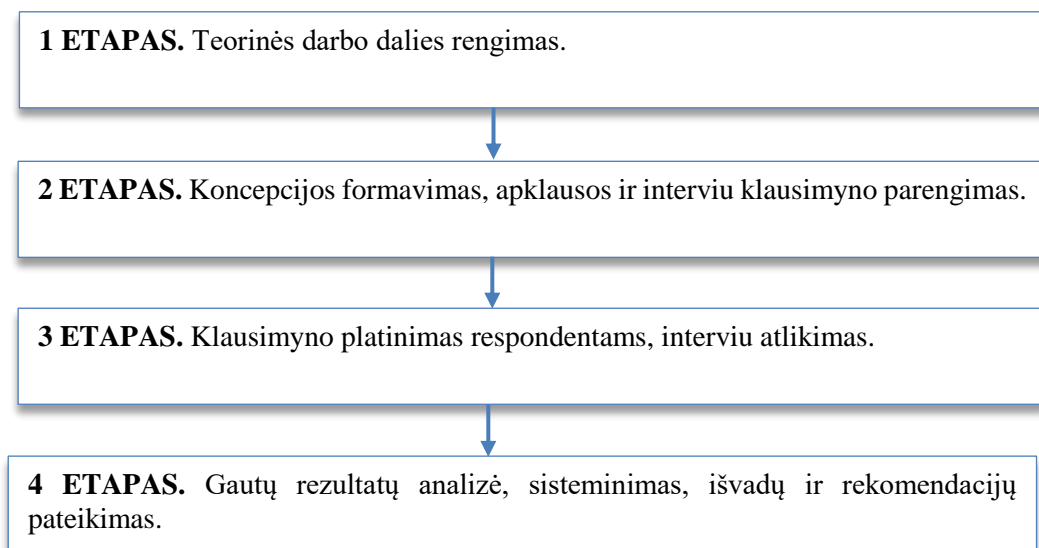 1 ETAPAS. Teorinės darbo dalies rengimas.
2 ETAPAS. Koncepcijos formavimas, apklausos ir interviu klausimyno parengimas.
3 ETAPAS. Klausimyno platinimas respondentams, interviu atlikimas.
4 ETAPAS. Gautų rezultatų analizė, sisteminimas, išvadų ir rekomendacijų
pateikimas.